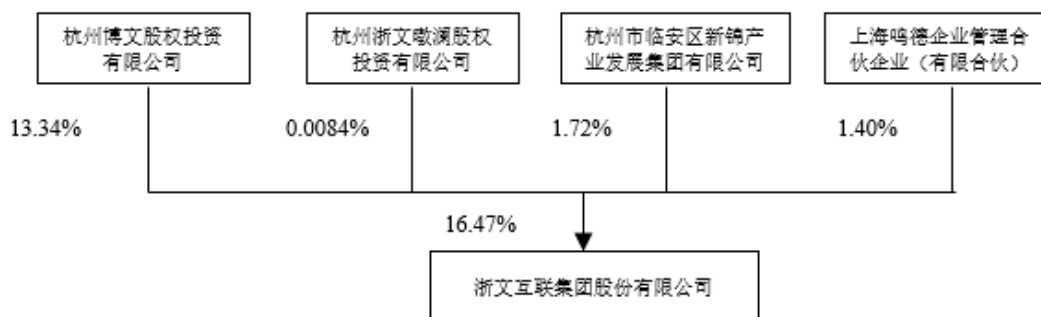 杭州博文股权投资
有限公司
杭州浙文暾澜股权
投资有限公司
杭州市临安区新锦产
业发展集团有限公司
上海鸣德企业管理合
伙企业（有限合伙）
13.34%
0.0084%
1.72%
1.40%
16.47%
浙文互联集团股份有限公司